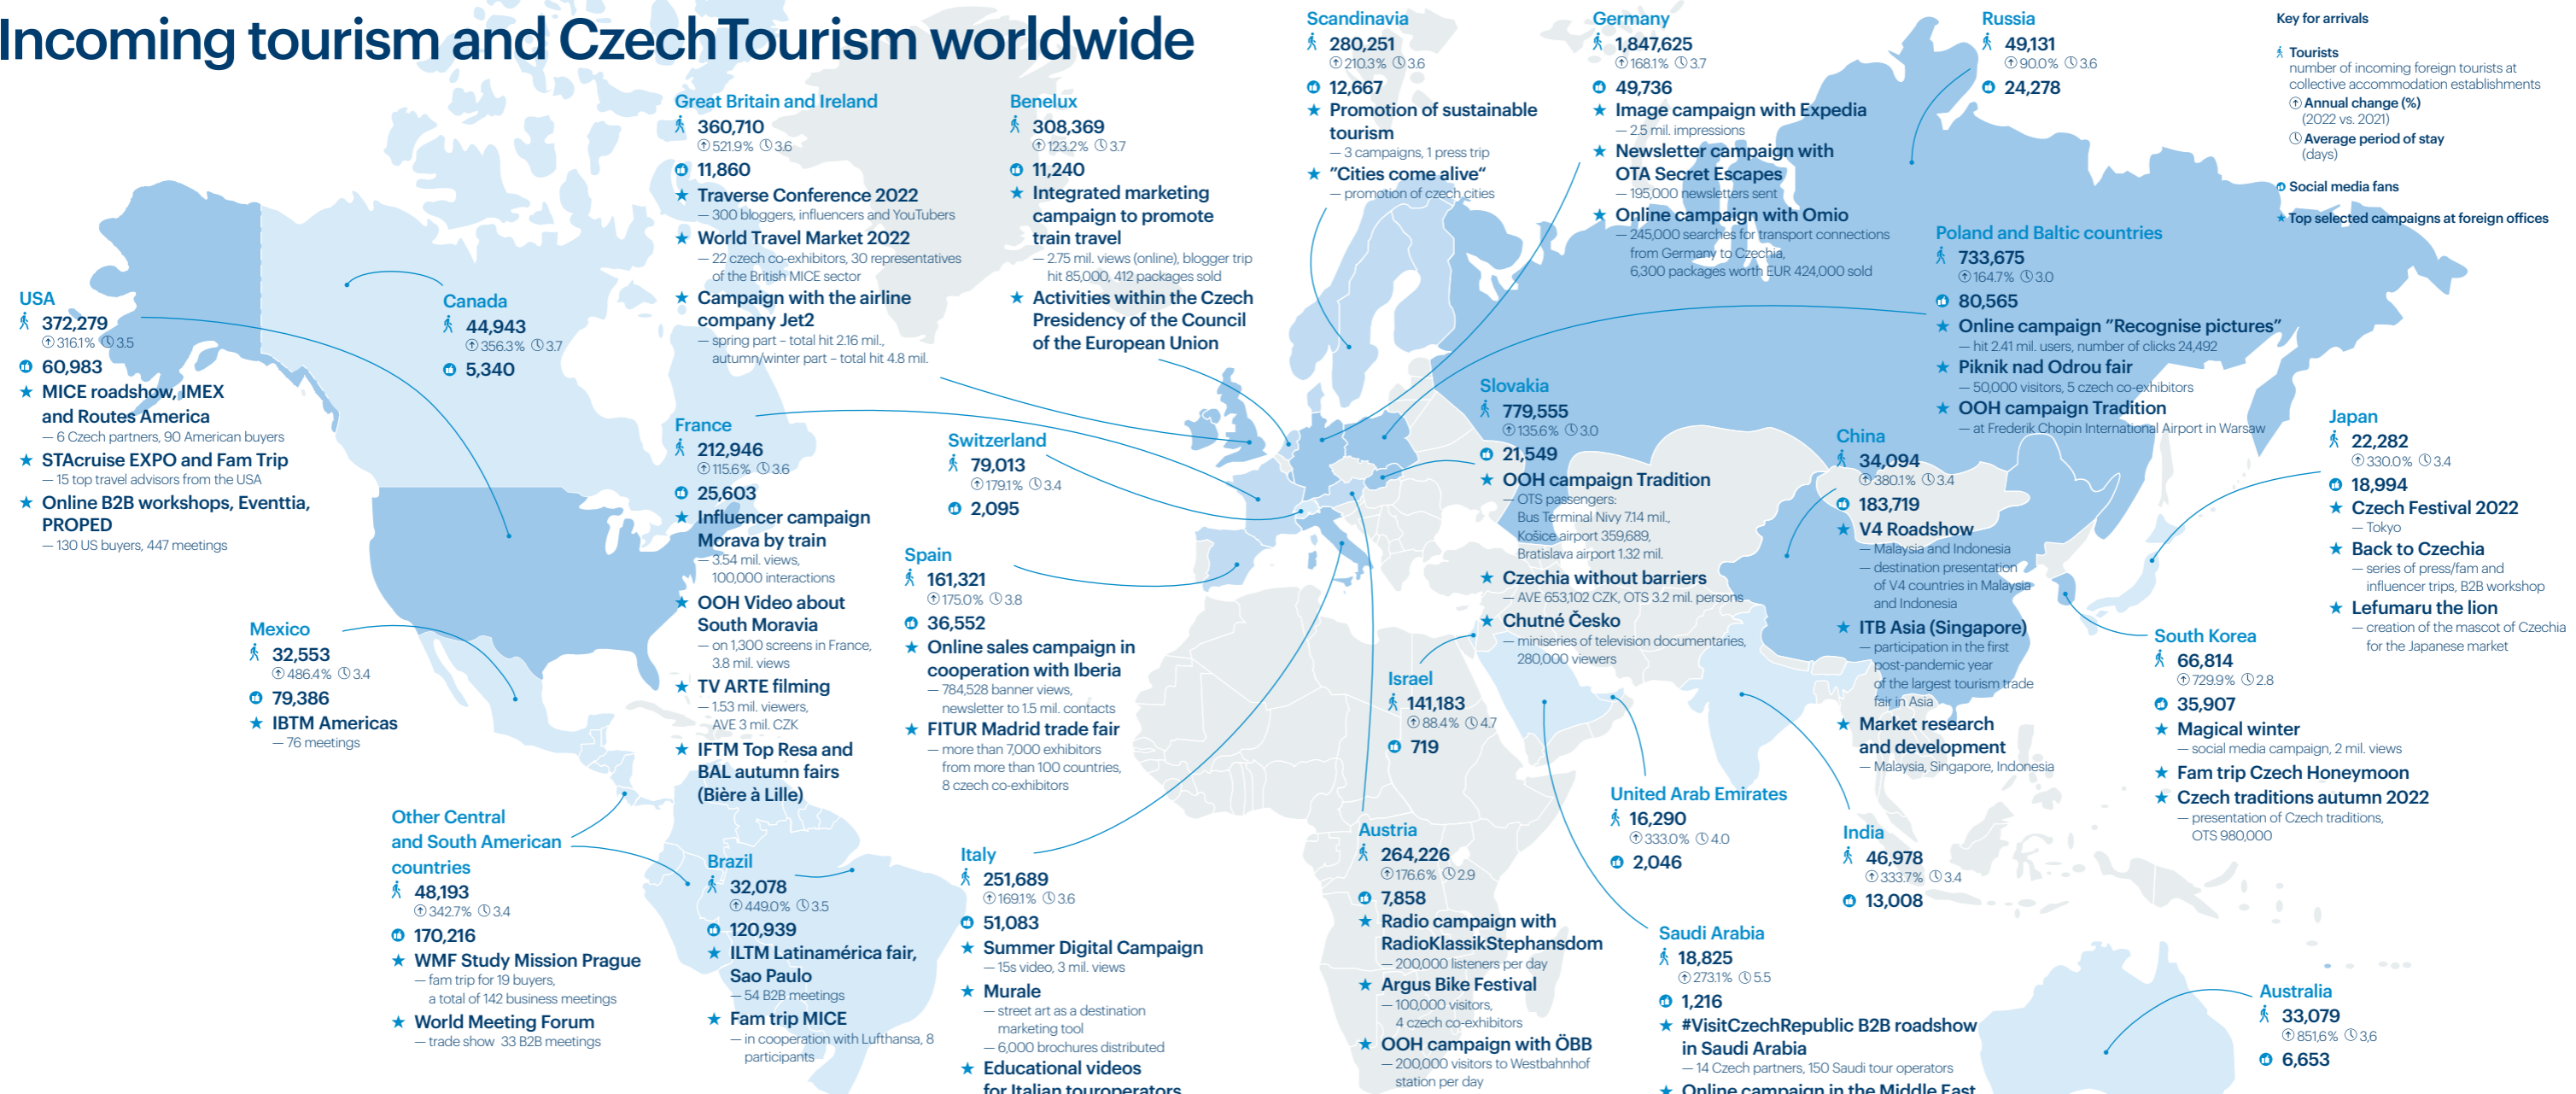 Incoming tourism and CzechTourism worldwide
USA
372,279
316.1% 3.5
60,983
MICE roadshow, IMEX
and Routes America
— 6 Czech partners, 90 American buyers
STAcruise EXPO and Fam Trip
— 15 top travel advisors from the USA
Online B2B workshops, Eventtia,
PROPED
— 130 US buyers, 447 meetings
Canada
44,943
356.3% 3.7
5,340
Mexico
32,553
486.4% 3.4
79,386
IBTM Americas
— 76 meetings
Other Central
and South American
countries
48,193
342.7% 3.4
170,216
WMF Study Mission Prague
— fam trip for 19 buyers,
a total of 142 business meetings
World Meeting Forum
— trade show 33 B2B meetings
Great Britain and Ireland
360,710
521.9% 3.6
11,860
Traverse Conference 2022
— 300 bloggers, influencers and YouTubers
World Travel Market 2022
— 22 czech co-exhibitors, 30 representatives
of the British MICE sector
Campaign with the airline
company Jet2
— spring part – total hit 2.16 mil.,
autumn/winter part – total hit 4.8 mil.
France
212,946
115.6% 3.6
25,603
Influencer campaign
Morava by train
— 3.54 mil. views,
100,000 interactions
OOH Video about
South Moravia
— on 1,300 screens in France,
3.8 mil. views
TV ARTE filming
— 1.53 mil. viewers,
AVE 3 mil. CZK
IFTM Top Resa and
BAL autumn fairs
(Bière à Lille)
Brazil
32,078
449.0% 3.5
120,939
ILTM Latinamérica fair,
Sao Paulo
— 54 B2B meetings
Fam trip MICE
— in cooperation with Lufthansa, 8
participants
Benelux
308,369
123.2% 3.7
11,240
Integrated marketing
campaign to promote
train travel
— 2.75 mil. views (online), blogger trip
hit 85,000, 412 packages sold
Activities within the Czech
Presidency of the Council
of the European Union
Switzerland
79,013
179.1% 3.4
2,095
Spain
161,321
175.0% 3.8
36,552
Online sales campaign in
cooperation with Iberia
— 784,528 banner views,
newsletter to 1.5 mil. contacts
FITUR Madrid trade fair
— more than 7,000 exhibitors
from more than 100 countries,
8 czech co-exhibitors
Italy
251,689
169.1% 3.6
51,083
Summer Digital Campaign
— 15s video, 3 mil. views
Murale
— street art as a destination
marketing tool
— 6,000 brochures distributed
Educational videos
for Italian touroperators
Scandinavia
280,251
210.3% 3.6
12,667
Promotion of sustainable
tourism
— 3 campaigns, 1 press trip
"Cities come alive"
— promotion of czech cities
Germany
1,847,625
168.1% 3.7
49,736
Image campaign with Expedia
— 2.5 mil. impressions
Newsletter campaign with
OTA Secret Escapes
— 195,000 newsletters sent
Online campaign with Omio
— 245,000 searches for transport connections
from Germany to Czechia,
6,300 packages worth EUR 424,000 sold
Slovakia
779,555
135.6% 3.0
21,549
OOH campaign Tradition
— OTS passengers:
Bus Terminal Nivy 7.14 mil.,
Košice airport 359,689,
Bratislava airport 1.32 mil.
Czechia without barriers
— AVE 653,102 CZK, OTS 3.2 mil. persons
Chutné Česko
— miniseries of television documentaries,
280,000 viewers
Israel
141,183
88.4% 4.7
719
Austria
264,226
176.6% 2.9
7,858
Radio campaign with
RadioKlassikStephansdom
— 200,000 listeners per day
Argus Bike Festival
— 100,000 visitors,
4 czech co-exhibitors
OOH campaign with ÖBB
— 200,000 visitors to Westbahnhof
station per day
United Arab Emirates
16,290
333.0% 4.0
2,046
Saudi Arabia
18,825
273.1% 5.5
1,216
#VisitCzechRepublic B2B roadshow
in Saudi Arabia
— 14 Czech partners, 150 Saudi tour operators
Online campaign in the Middle East
Russia
49,131
90.0% 3.6
24,278
Poland and Baltic countries
733,675
164.7% 3.0
80,565
Online campaign "Recognise pictures"
— hit 2.41 mil. users, number of clicks 24,492
Piknik nad Odrou fair
— 50,000 visitors, 5 czech co-exhibitors
OOH campaign Tradition
— at Frederik Chopin International Airport in Warsaw
China
34,094
380.1% 3.4
183,719
V4 Roadshow
— Malaysia and Indonesia
— destination presentation
of V4 countries in Malaysia
and Indonesia
ITB Asia (Singapore)
— participation in the first
post-pandemic year
of the largest tourism trade
fair in Asia
Market research
and development
— Malaysia, Singapore, Indonesia
India
46,978
333.7% 3.4
13,008
Key for arrivals
Tourists
number of incoming foreign tourists at
collective accommodation establishments
Annual change (%)
(2022 vs. 2021)
Average period of stay
(days)
Social media fans
Top selected campaigns at foreign offices
Japan
22,282
330.0% 3.4
18,994
Czech Festival 2022
— Tokyo
Back to Czechia
— series of press/fam and
influencer trips, B2B workshop
Lefumaru the lion
— creation of the mascot of Czechia
for the Japanese market
South Korea
66,814
729.9% 2.8
35,907
Magical winter
— social media campaign, 2 mil. views
Fam trip Czech Honeymoon
Czech traditions autumn 2022
— presentation of Czech traditions,
OTS 980,000
Australia
33,079
851,6% 3,6
6,653